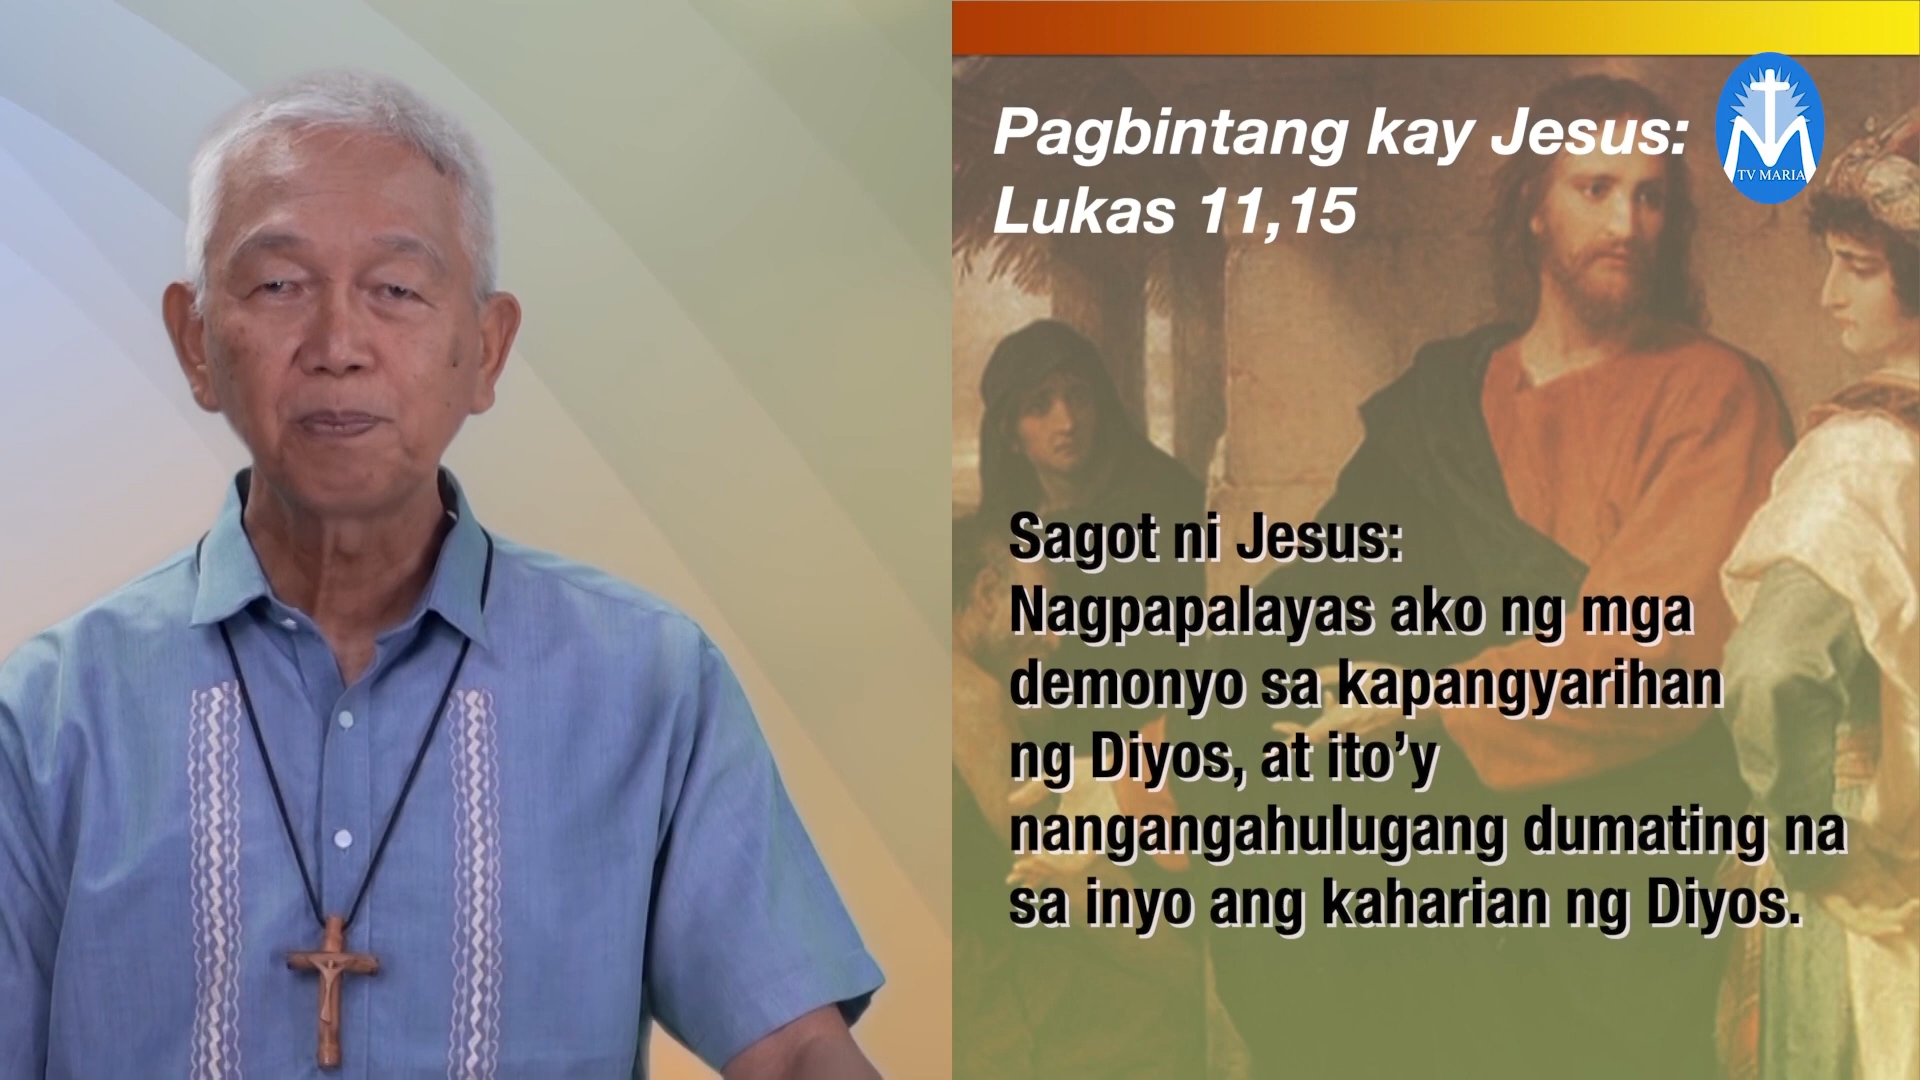 Pagbintang kay Jesus:
Lukas 11,15
TV MARIA
Sagot ni Jesus:
Nagpapalayas ako ng mga
demonyo sa kapangyarihan
ng Diyos, at ito’y
nangangahulugang dumating na
sa inyo ang kaharian ng Diyos.